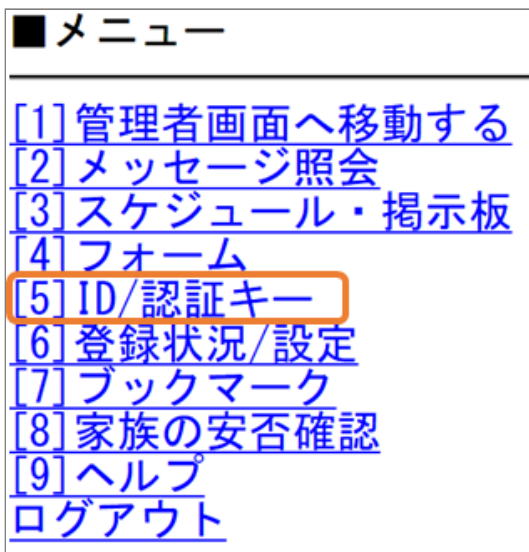 ■メニュー
[1]管理者画面へ移動する
[2]メッセージ照会
[3]スケジュール・掲示板
[4]フォーム
[5]ID/認証キー
[6]登録状況/設定
[7]ブックマーク
[8]家族の安否確認
[9]ヘルプ
ログアウト